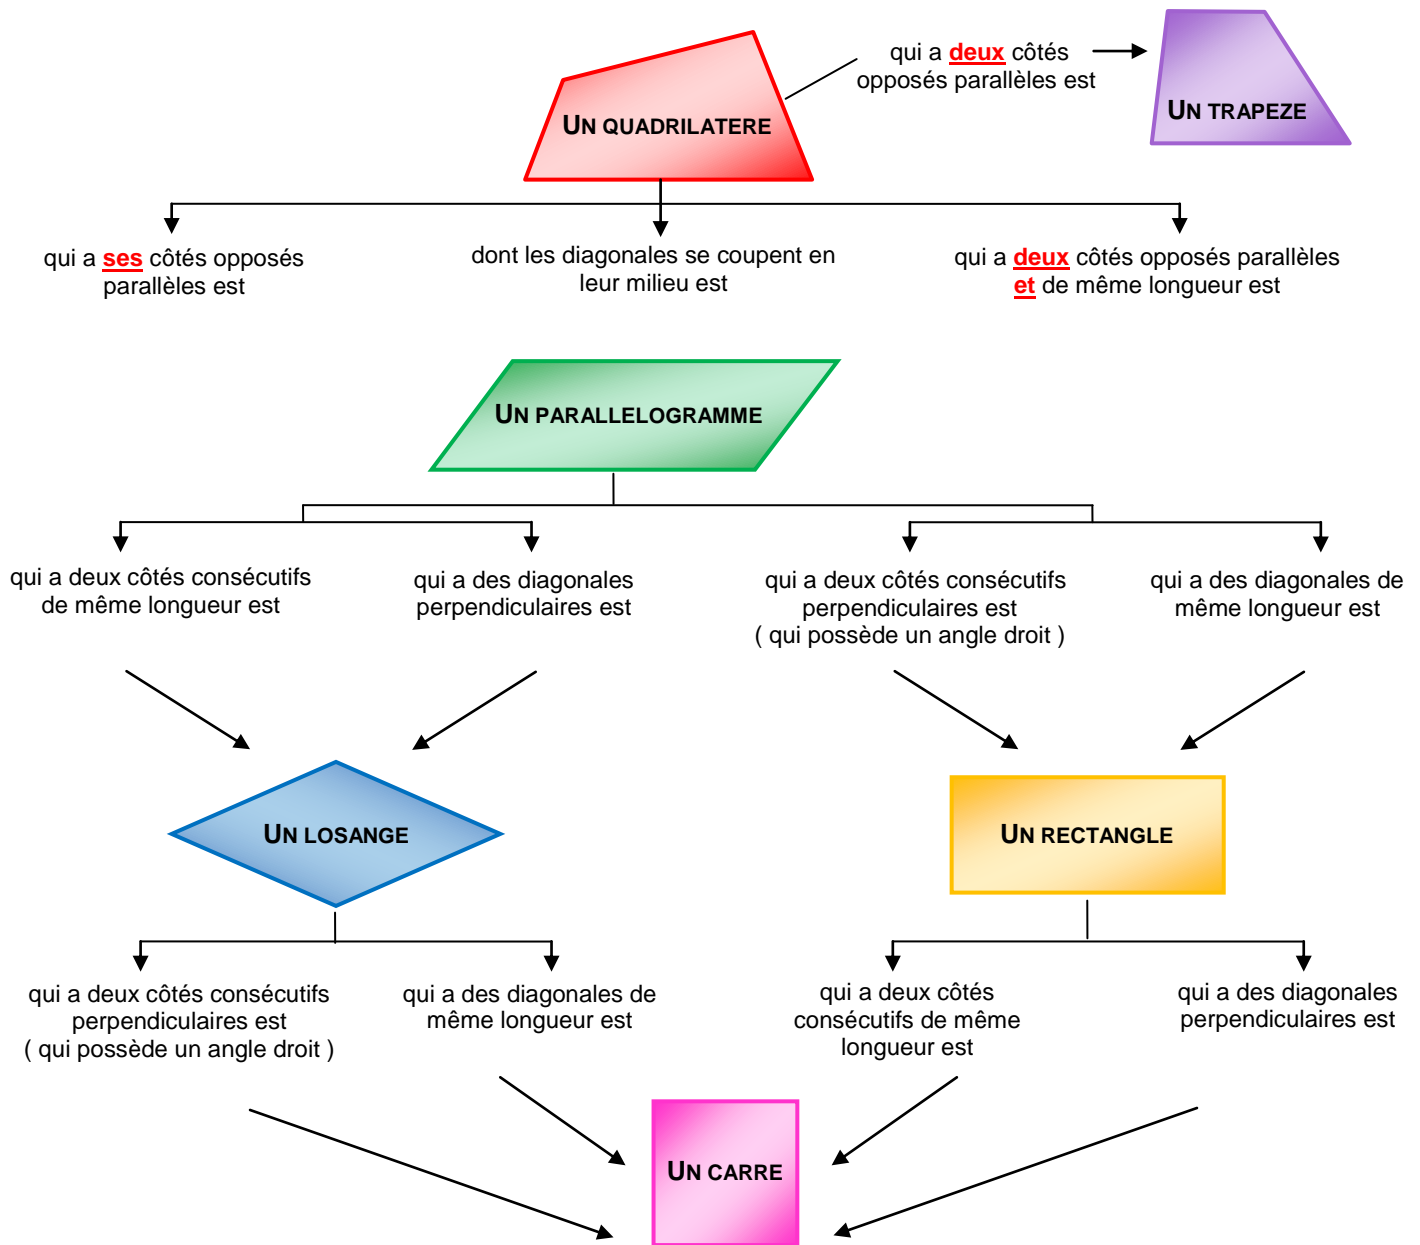 qui a deux côtés
opposés parallèles est
UN TRAPEZE
UN QUADRILATERE
qui a ses côtés opposés
parallèles est
dont les diagonales se coupent en
leur milieu est
qui a deux côtés opposés parallèles
et de même longueur est
UN PARALLELOGRAMME
qui a deux côtés consécutifs
de même longueur est
qui a des diagonales
perpendiculaires est
qui a deux côtés consécutifs
perpendiculaires est
( qui possède un angle droit )
qui a des diagonales de
même longueur est
UN LOSANGE
UN RECTANGLE
qui a deux côtés consécutifs
perpendiculaires est
( qui possède un angle droit )
qui a des diagonales de
même longueur est
qui a deux côtés
consécutifs de même
longueur est
qui a des diagonales
perpendiculaires est
UN CARRE